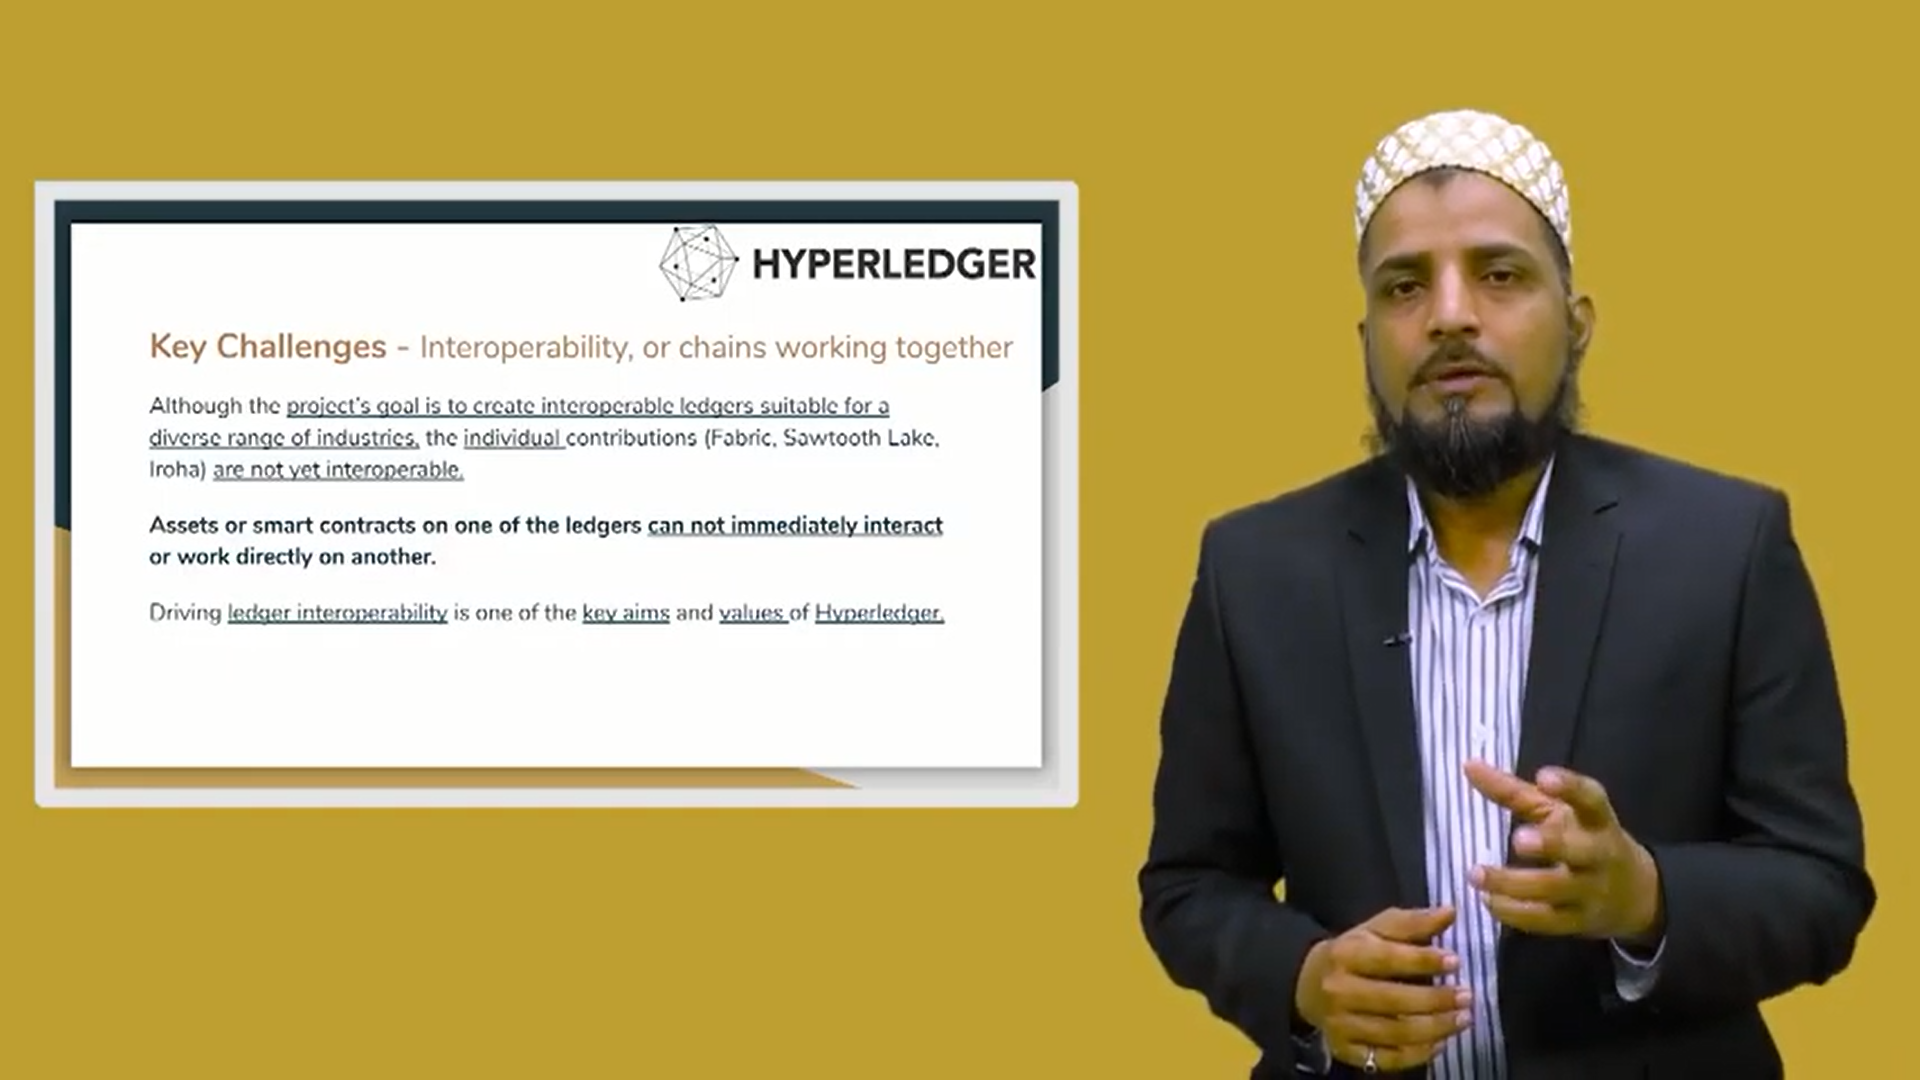 HYPERLEDGER
Key Challenges - Interoperability, or chains working together
Although the project's goal is to create interoperable ledgers suitable for a
diverse range of industries, the individual contributions (Fabric, Sawtooth Lake,
Iroha) are not yet interoperable.
Assets or smart contracts on one of the ledgers can not immediately interact
or work directly on another.
Driving ledger interoperability is one of the key aims and values of Hyperledger.